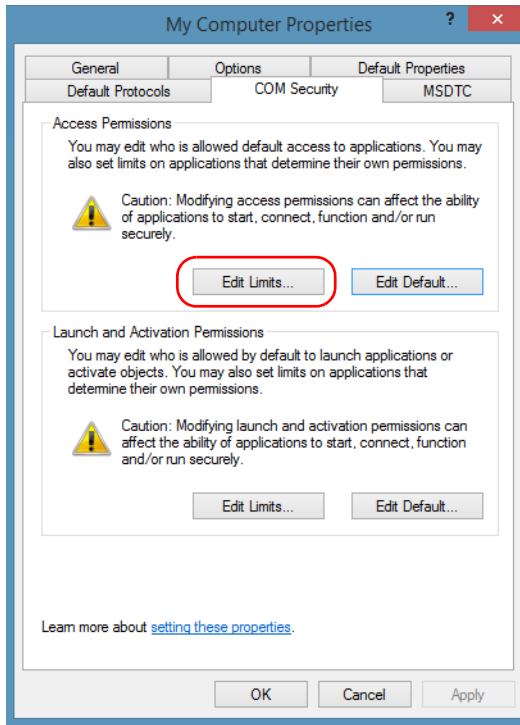 My Computer Properties
?
×
General
Options
Default Properties
Default Protocols
COM Security
MSDTC
Access Permissions
You may edit who is allowed default access to applications. You may
also set limits on applications that determine their own permissions.
Caution: Modifying access permissions can affect the ability
of applications to start, connect, function and/or run
securely.
Edit Limits...
Edit Default...
Launch and Activation Permissions
You may edit who is allowed by default to launch applications or
activate objects. You may also set limits on applications that
determine their own permissions.
Caution: Modifying launch and activation permissions can
affect the ability of applications to start, connect, function
and/or run securely.
Edit Limits...
Edit Default...
Learn more about setting these properties.
OK
Cancel
Apply